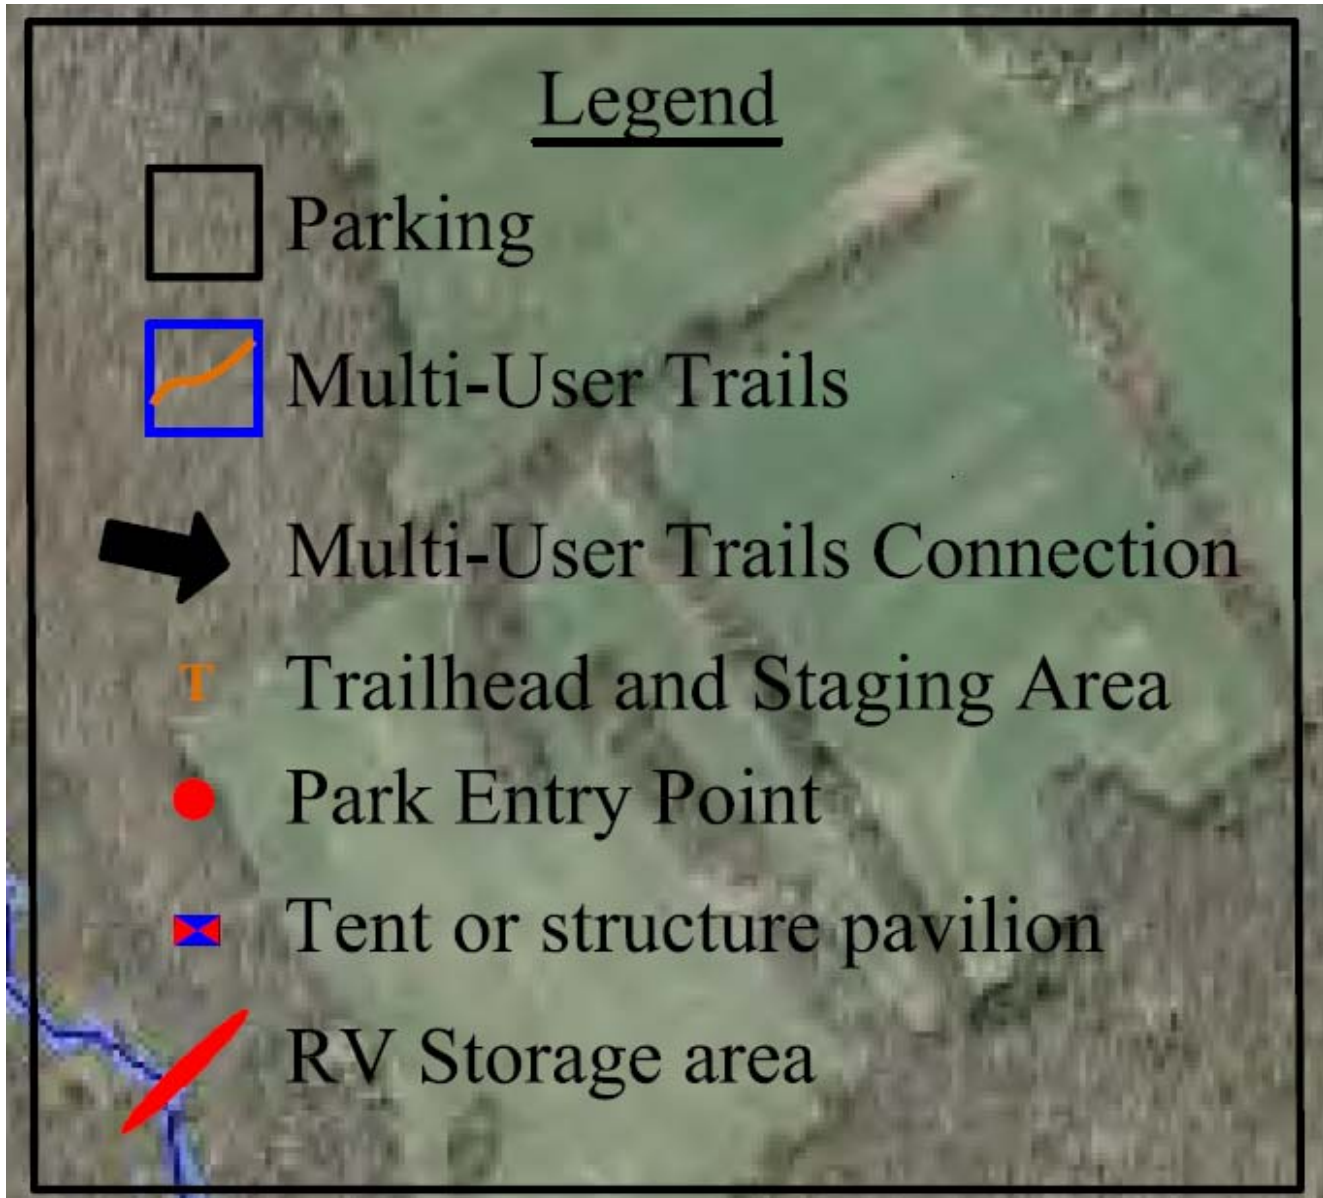 Legend
Parking
Multi-User Trails
Multi-User Trails Connection
T Trailhead and Staging Area
Park Entry Point
Tent or structure pavilion
RV Storage area